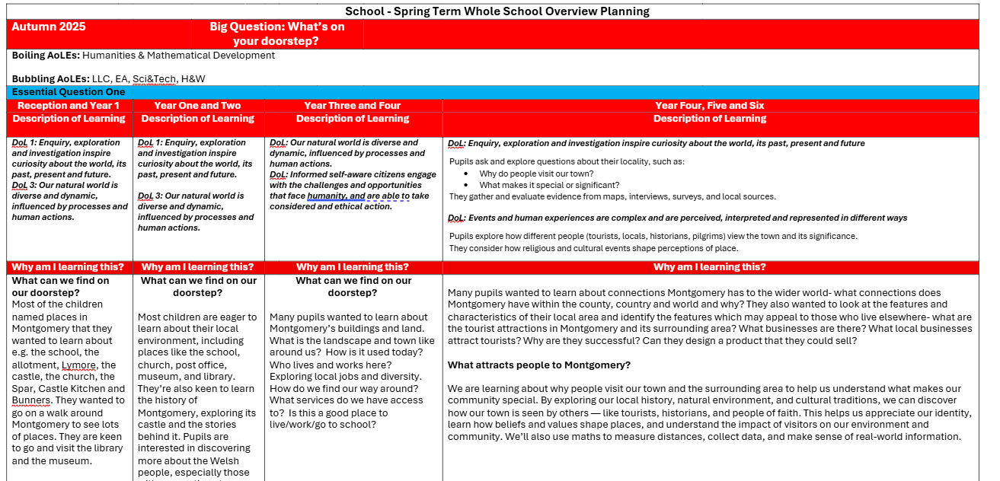 School - Spring Term Whole School Overview Planning
Autumn 2025
Big Question: What's on
your doorstep?
Boiling AoLEs: Humanities & Mathematical Development
Bubbling AoLEs: LLC, EA, Sci&Tech, H&W
Essential Question One
Reception and Year 1
Description of Learning
DoL 1: Enquiry, exploration
and investigation inspire
curiosity about the world, its
past, present and future.
DoL 3: Our natural world is
diverse and dynamic,
influenced by processes and
human actions.
Why am I learning this?
What can we find on
our doorstep?
Most of the children
named places in
Montgomery that they
wanted to learn about
e.g. the school, the
allotment, Lymore, the
castle, the church, the
Spar, Castle Kitchen and
Bunners. They wanted to
go on a walk around
Montgomery to see lots
of places. They are keen
to go and visit the library
and the museum.
Year One and Two
Description of Learning
DoL 1: Enquiry, exploration
and investigation inspire
curiosity about the world, its
past, present and future.
DoL 3: Our natural world is
diverse and dynamic,
influenced by processes and
human actions.
Why am I learning this?
What can we find on our
doorstep?
Most children are eager to
learn about their local
environment, including
places like the school,
church, post office,
museum, and library.
They're also keen to learn
the history of
Montgomery, exploring its
castle and the stories
behind it. Pupils are
interested in discovering
more about the Welsh
people, especially those
Year Three and Four
Description of Learning
DoL: Our natural world is diverse and
dynamic, influenced by processes and
human actions.
DoL: Informed self-aware citizens engage
with the challenges and opportunities
that face humanity, and are able to take
considered and ethical action.
Why am I learning this?
What can we find on our
doorstep?
Many pupils wanted to learn about
Montgomery's buildings and land.
What is the landscape and town like
around us? How is it used today?
Who lives and works here?
Exploring local jobs and diversity.
How do we find our way around?
What services do we have access
to? Is this a good place to
live/work/go to school?
Year Four, Five and Six
Description of Learning
DoL: Enquiry, exploration and investigation inspire curiosity about the world, its past, present and future
Pupils ask and explore questions about their locality, such as:
• Why do people visit our town?
• What makes it special or significant?
They gather and evaluate evidence from maps, interviews, surveys, and local sources.
DoL: Events and human experiences are complex and are perceived, interpreted and represented in different ways
Pupils explore how different people (tourists, locals, historians, pilgrims) view the town and its significance.
They consider how religious and cultural events shape perceptions of place.
Why am I learning this?
Many pupils wanted to learn about connections Montgomery has to the wider world- what connections does
Montgomery have within the county, country and world and why? They also wanted to look at the features and
characteristics of their local area and identify the features which may appeal to those who live elsewhere- what are
the tourist attractions in Montgomery and its surrounding area? What businesses are there? What local businesses
attract tourists? Why are they successful? Can they design a product that they could sell?
What attracts people to Montgomery?
We are learning about why people visit our town and the surrounding area to help us understand what makes our
community special. By exploring our local history, natural environment, and cultural traditions, we can discover
how our town is seen by others — like tourists, historians, and people of faith. This helps us appreciate our identity,
learn how beliefs and values shape places, and understand the impact of visitors on our environment and
community. We'll also use maths to measure distances, collect data, and make sense of real-world information.